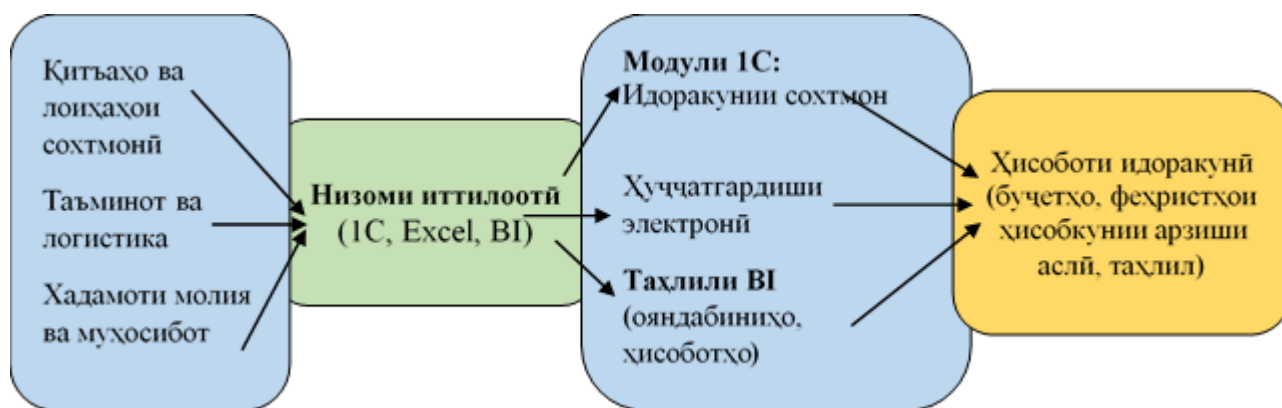 Қитъаҳо ва
лоиҳаҳои
сохтмонӣ
Таъминот ва
логистика
Хадамоти молия
ва муҳосибот
Низоми иттилоотӣ
(1С, Excel, BI)
Модули 1С:
Идоракунии сохтмон
Ҳуҷҷатгардиши
электронӣ
Таҳлили BI
(ояндабиниҳо,
ҳисоботҳо)
Ҳисоботи идоракунӣ
(буҷетҳо, феҳристҳои
ҳисобкунии арзиши
аслӣ, таҳлил)